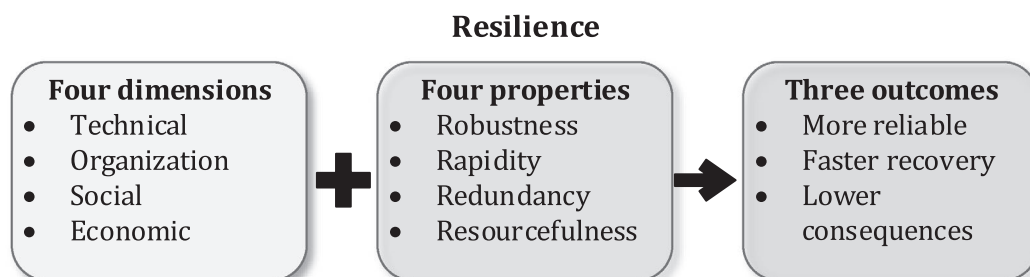 Resilience
Four dimensions
• Technical
• Organization
• Social
• Economic
Four properties
• Robustness
• Rapidity
• Redundancy
• Resourcefulness
Three outcomes
• More reliable
• Faster recovery
• Lower
consequences